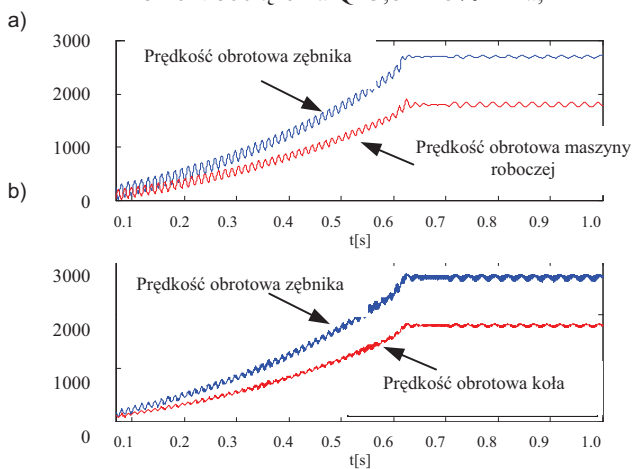 a)
3000
Prędkość obrotowa zębnika
2000
Prędkość obrotowa maszyny
roboczej
1000
0
0.1 0.2 0.3 0.4 0.5 0.6 0.7 0.8 0.9 1.0
t[s]
b)
3000
Prędkość obrotowa zębnika
2000
Prędkość obrotowa koła
1000
0
0.1 0.2 0.3 0.4 0.5 0.6 0.7 0.8 0.9 1.0
t[s]